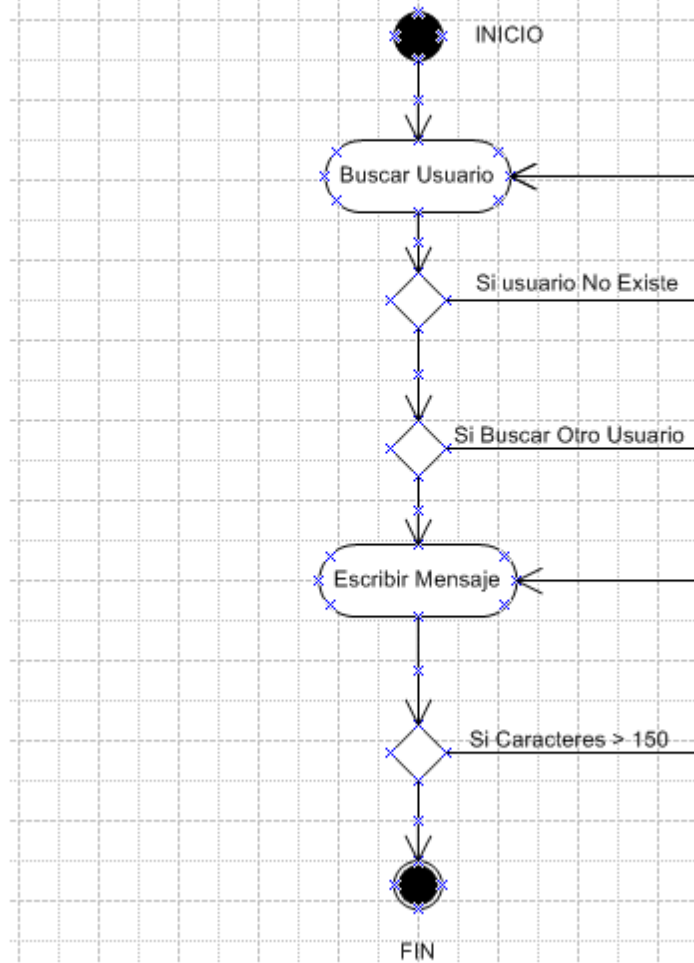 INICIO
Buscar Usuario
Si usuario No Existe
Si Buscar Otro Usuario
Escribir Mensaje
Si Caracteres > 150
FIN